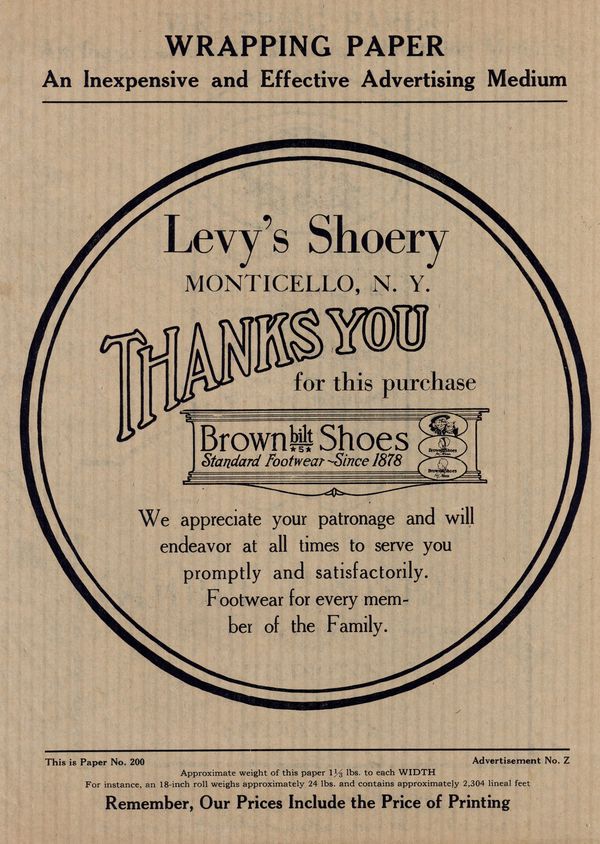 WRAPPING PAPER
An Inexpensive and Effective Advertising Medium
Levy's Shoery
MONTICELLO, N. Y.
THANKS YOU
for this purchase
Brownbilt Shoes
★5★
Standard Footwear~Since 1878
We appreciate your patronage and will
endeavor at all times to serve you
promptly and satisfactorily.
Footwear for every mem-
ber of the Family.
This is Paper No. 200
Advertisement No. Z
Approximate weight of this paper 1⅓ lbs. to each WIDTH
For instance, an 18-inch roll weighs approximately 24 lbs. and contains approximately 2,304 lineal feet
Remember, Our Prices Include the Price of Printing